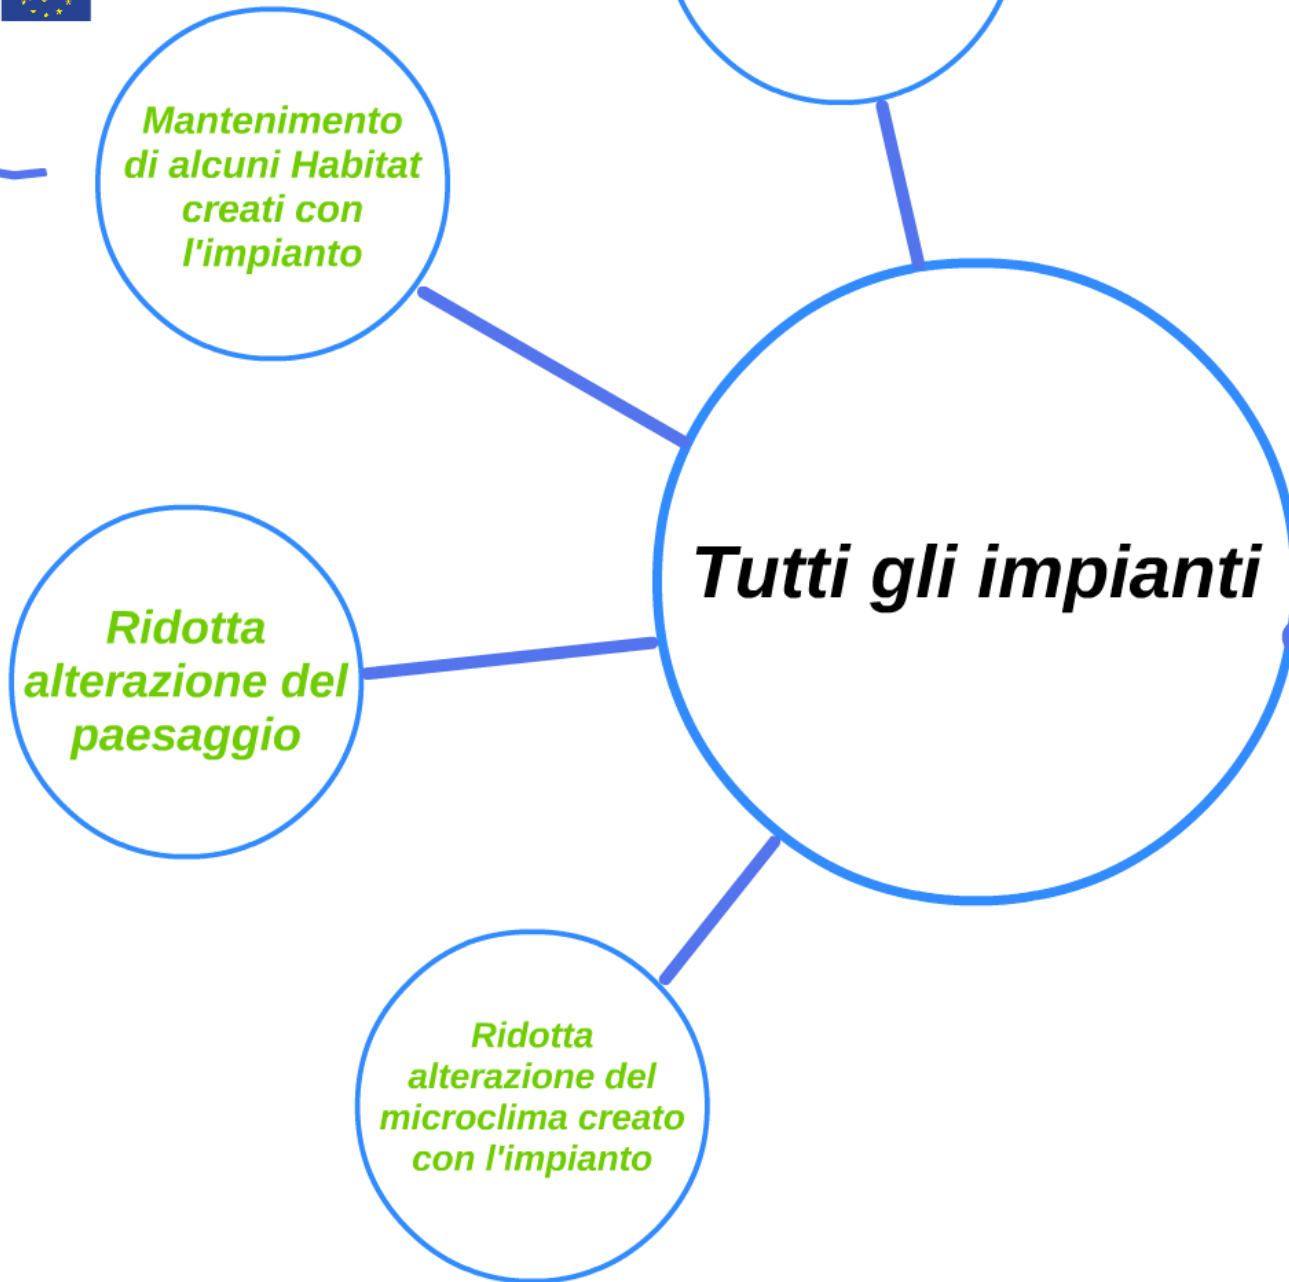 Mantenimento
di alcuni Habitat
creati con
l'impianto
Tutti gli impianti
Ridotta
alterazione del
paesaggio
Ridotta
alterazione del
microclima creato
con l'impianto